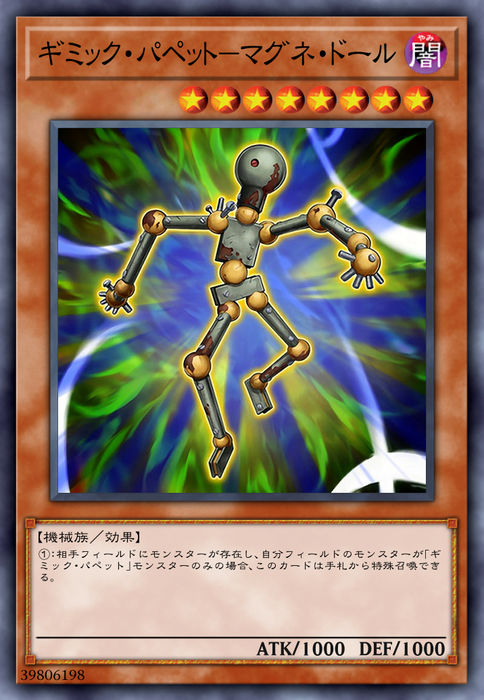 ギミック・パペットーマグネ・ドール
やみ
闇
【機械族／効果】
①：相手フィールドにモンスターが存在し、自分フィールドのモンスターが「ギ
ミック・パペット」モンスターのみの場合、このカードは手札から特殊召喚でき
る。
ATK/1000 DEF/1000
39806198